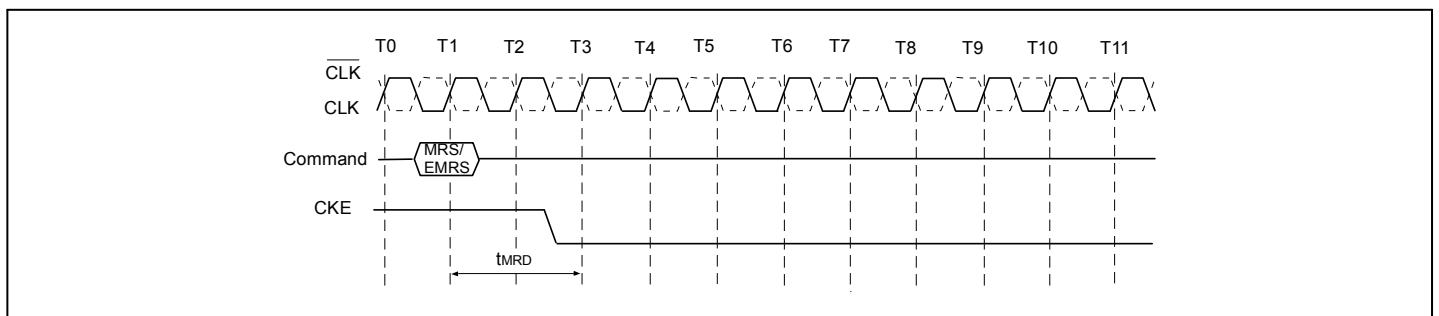 T0 T1 T2 T3 T4 T5 T6 T7 T8 T9 T10 T11
CLK
CLK
Command
MRS/
EMRS
CKE
tMRD